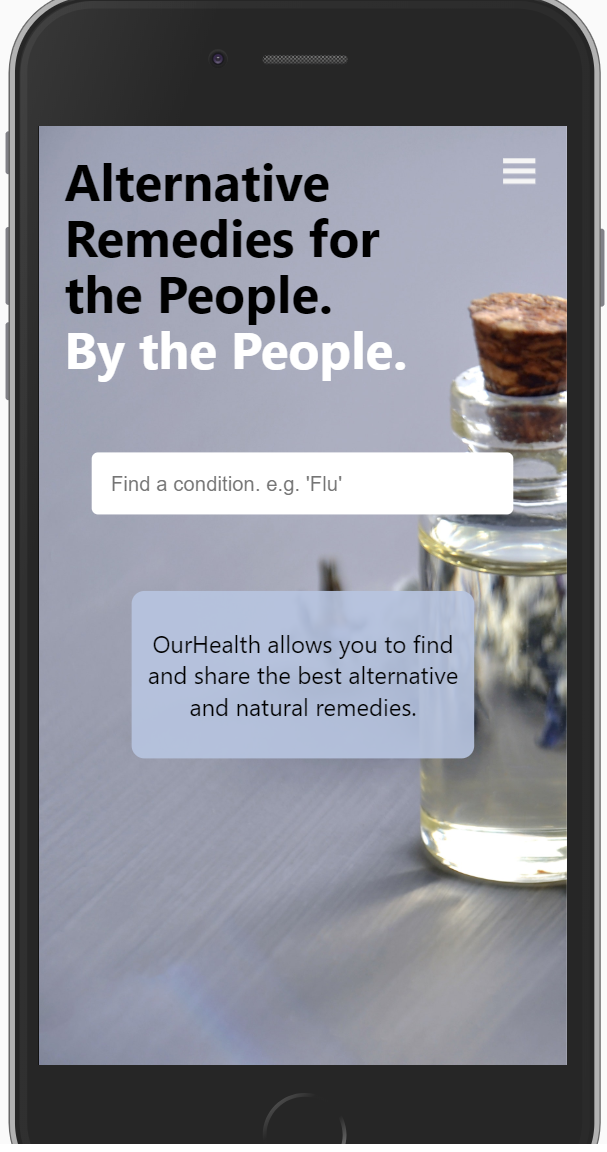 Alternative
Remedies for
the People.
By the People.
Find a condition. e.g. 'Flu'
OurHealth allows you to find
and share the best alternative
and natural remedies.